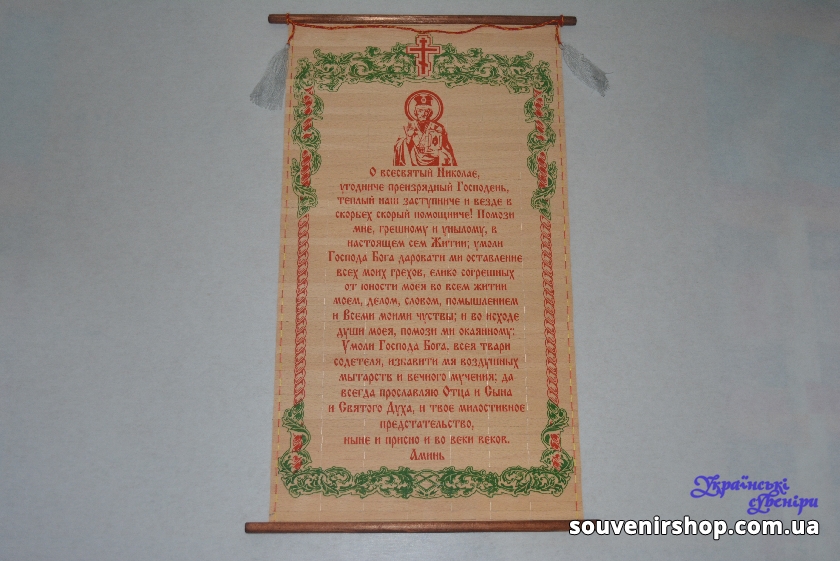 О всесвятый Николае,
угодниче преизрядный Господень,
теплый наш заступниче и везде в
скорбех скорый помощниче! Помози
мне, грешному и унылому, в
настоящем сем Житии; умоли
Господа Бога даровати ми оставление
всех моих грехов, елико согрешных
от юности моея во всем житии
моем, делом, словом, помышлением
и Всеми моими чуствы; и во исходе
души моея, помози ми окаянному;
Умоли Господа Бога. всея твари
содетеля, изкавити мя воздушных
мытарств и вечного мучения; да
всегда прославляю Отца и Сына
и Святого Духа, и твое милостивное
предстательство,
ныне и присно и во веки веков.
Аминь
Українські
сувеніри
souvenirshop.com.ua